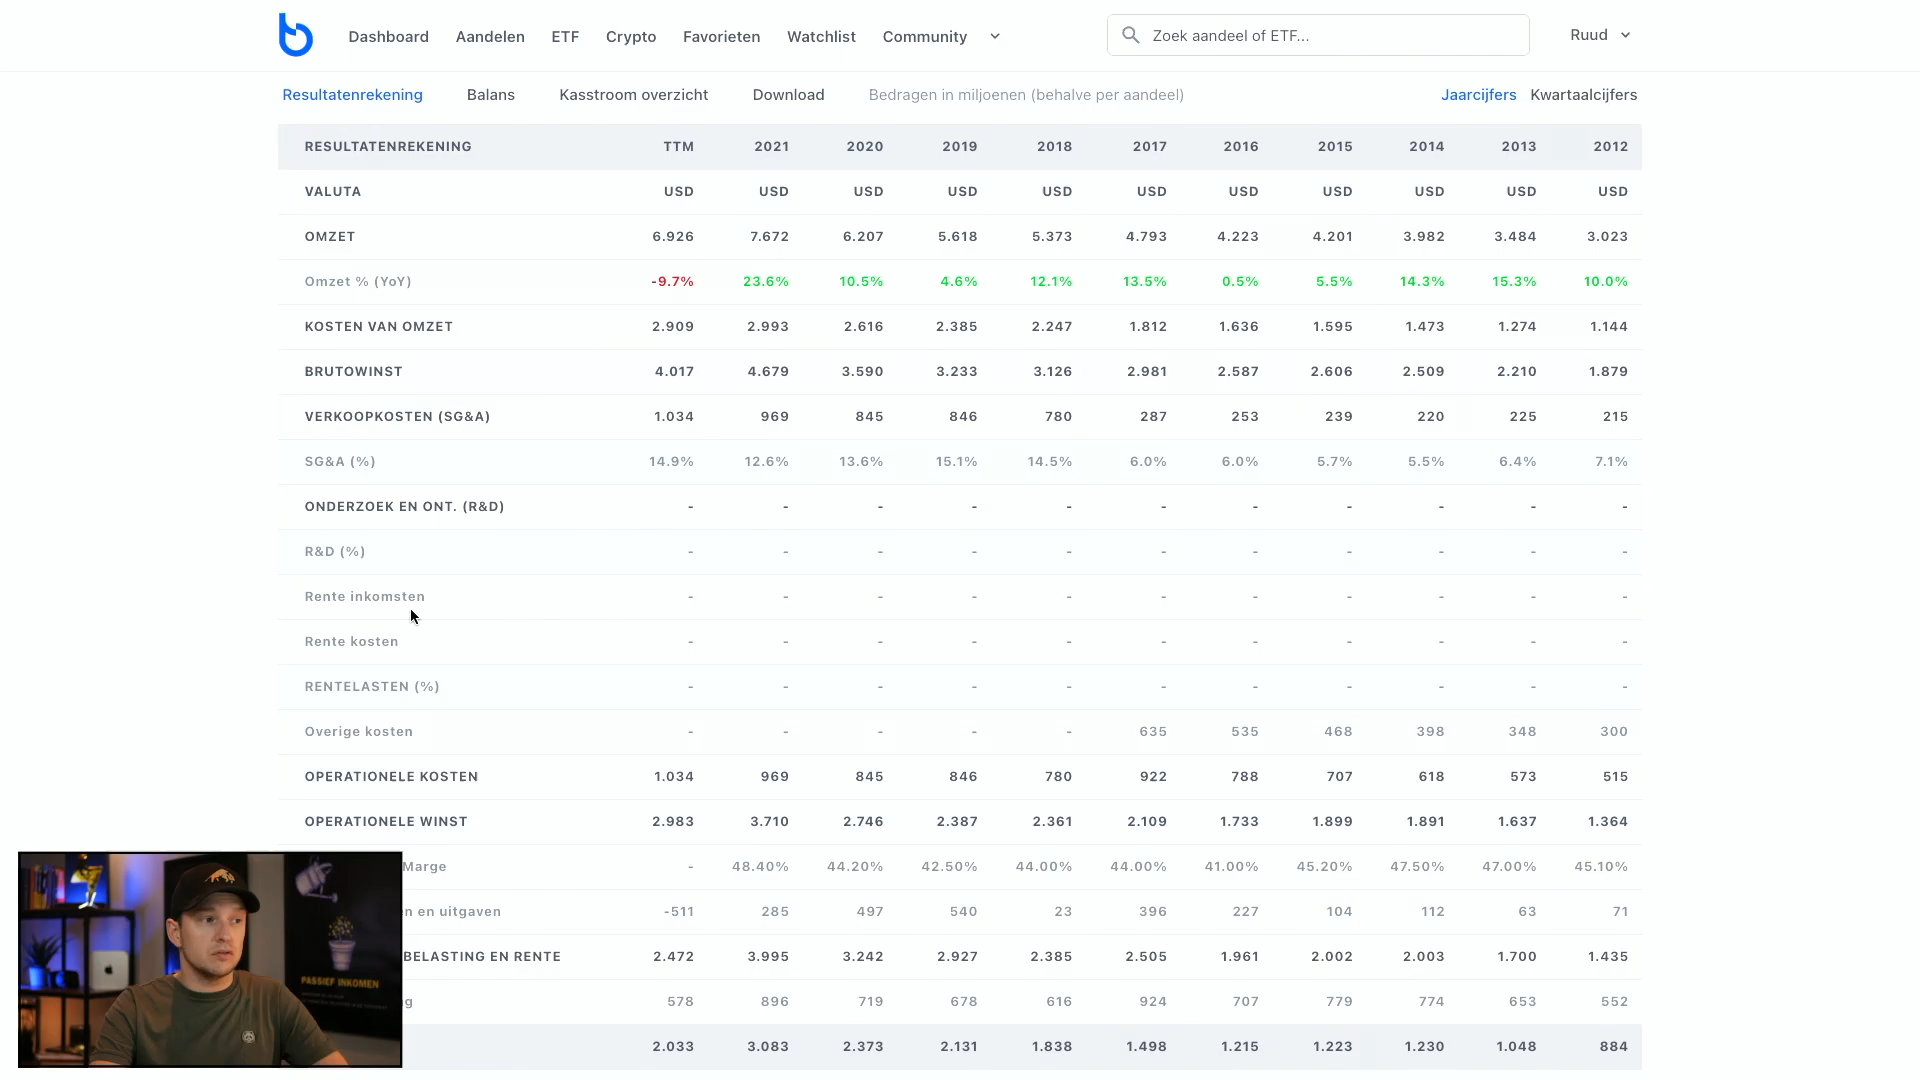 Dashboard Aandelen ETF Crypto Favorieten Watchlist Community Zoek aandeel of ETF... Ruud
Resultatenrekening Balans Kasstroom overzicht Download Bedragen in miljoenen (behalve per aandeel) Jaarcijfers Kwartaalcijfers
RESULTATENREKENING TTM 2021 2020 2019 2018 2017 2016 2015 2014 2013 2012
VALUTA USD USD USD USD USD USD USD USD USD USD USD
OMZET 6.926 7.672 6.207 5.618 5.373 4.793 4.223 4.201 3.982 3.484 3.023
Omzet % (YoY) -9.7% 23.6% 10.5% 4.6% 12.1% 13.5% 0.5% 5.5% 14.3% 15.3% 10.0%
KOSTEN VAN OMZET 2.909 2.993 2.616 2.385 2.247 1.812 1.636 1.595 1.473 1.274 1.144
BRUTOWINST 4.017 4.679 3.590 3.233 3.126 2.981 2.587 2.606 2.509 2.210 1.879
VERKOOPKOSTEN (SG&A) 1.034 969 845 846 780 287 253 239 220 225 215
SG&A (%) 14.9% 12.6% 13.6% 15.1% 14.5% 6.0% 6.0% 5.7% 5.5% 6.4% 7.1%
ONDERZOEK EN ONT. (R&D) - - - - - - - - - - -
R&D (%) - - - - - - - - - - -
Rente inkomsten - - - - - - - - - - -
Rente kosten - - - - - - - - - - -
RENTELASTEN (%) - - - - - - - - - - -
Overige kosten - - - - - 635 535 468 398 348 300
OPERATIONELE KOSTEN 1.034 969 845 846 780 922 788 707 618 573 515
OPERATIONELE WINST 2.983 3.710 2.746 2.387 2.361 2.109 1.733 1.899 1.891 1.637 1.364
Marge - 48.40% 44.20% 42.50% 44.00% 44.00% 41.00% 45.20% 47.50% 47.00% 45.10%
n en uitgaven -511 285 497 540 23 396 227 104 112 63 71
BELASTING EN RENTE 2.472 3.995 3.242 2.927 2.385 2.505 1.961 2.002 2.003 1.700 1.435
g 578 896 719 678 616 924 707 779 774 653 552
2.033 3.083 2.373 2.131 1.838 1.498 1.215 1.223 1.230 1.048 884
PASSIEF INKOMEN